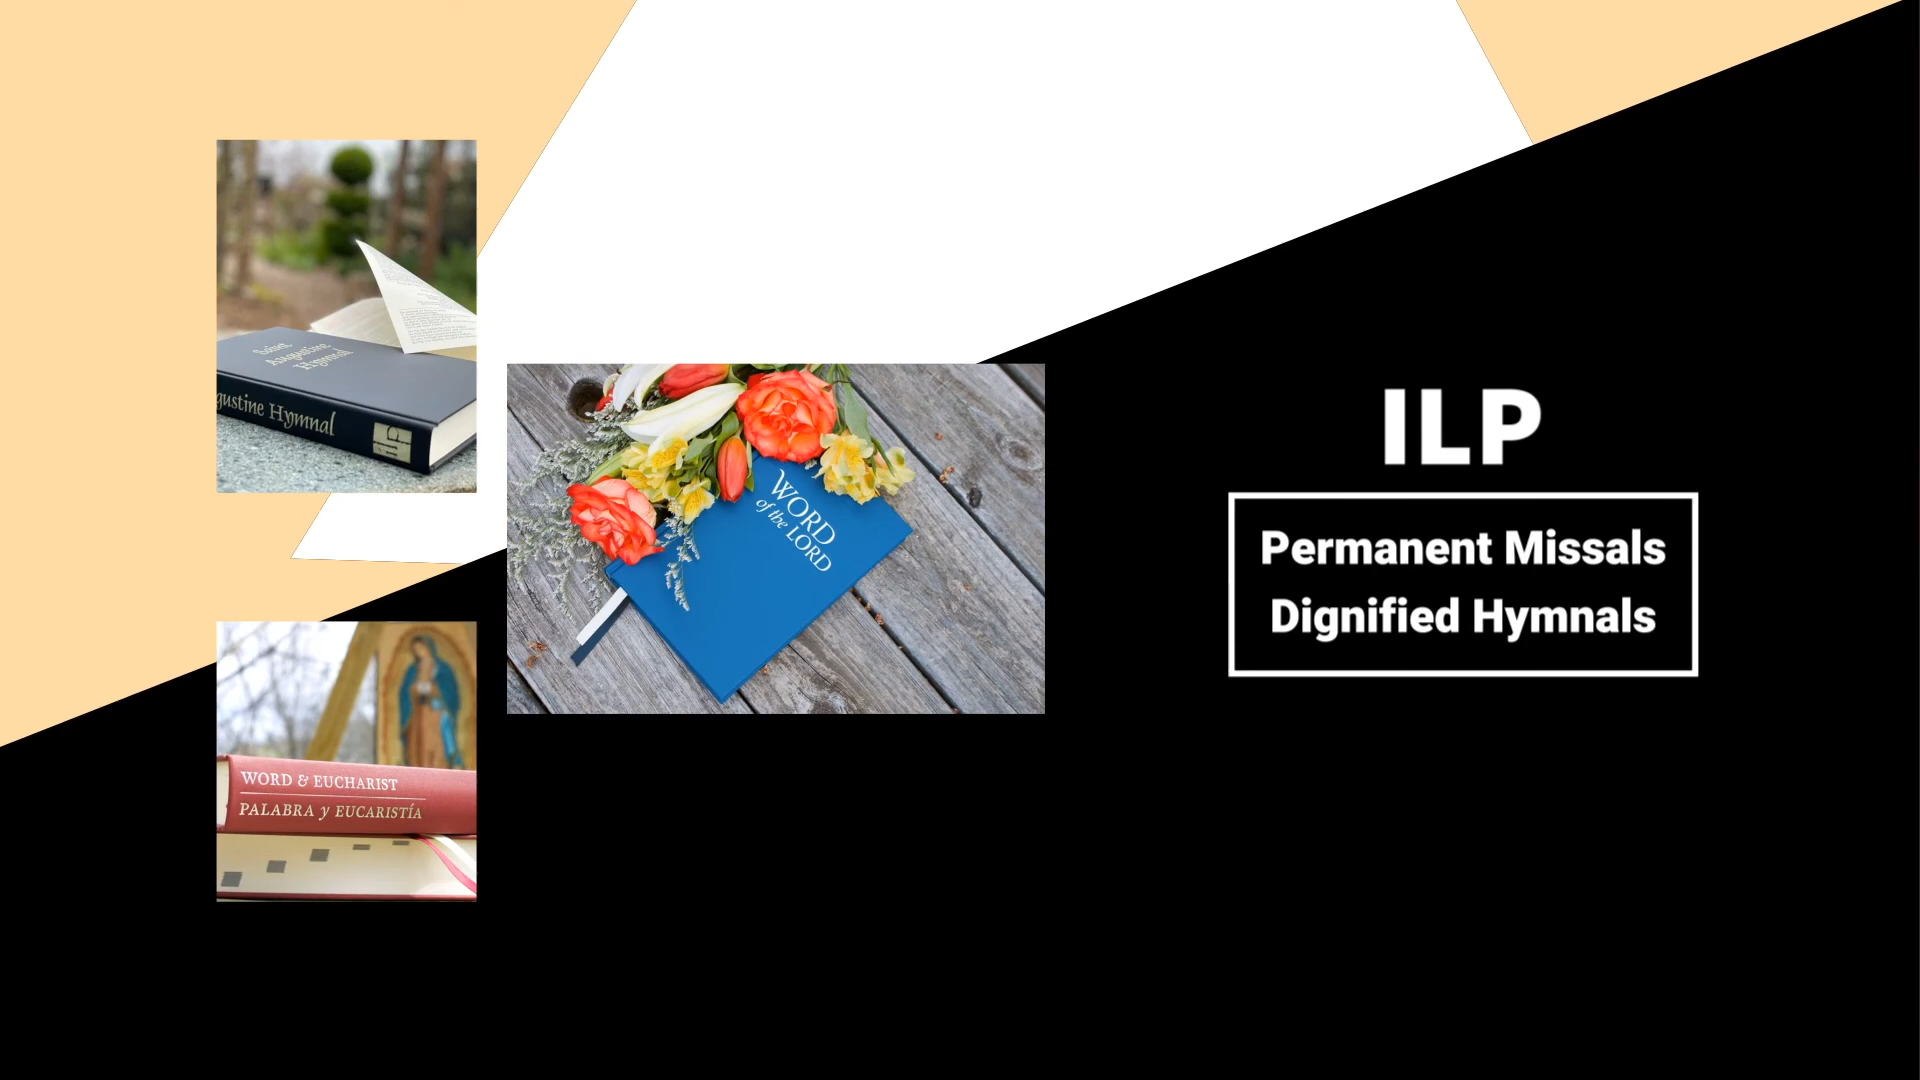 Saint
Augustine
Hymnal
gustine Hymnal
ILP
WORD
of the LORD
WORD & EUCHARIST
PALABRA y EUCARISTÍA
ILP
Permanent Missals
Dignified Hymnals